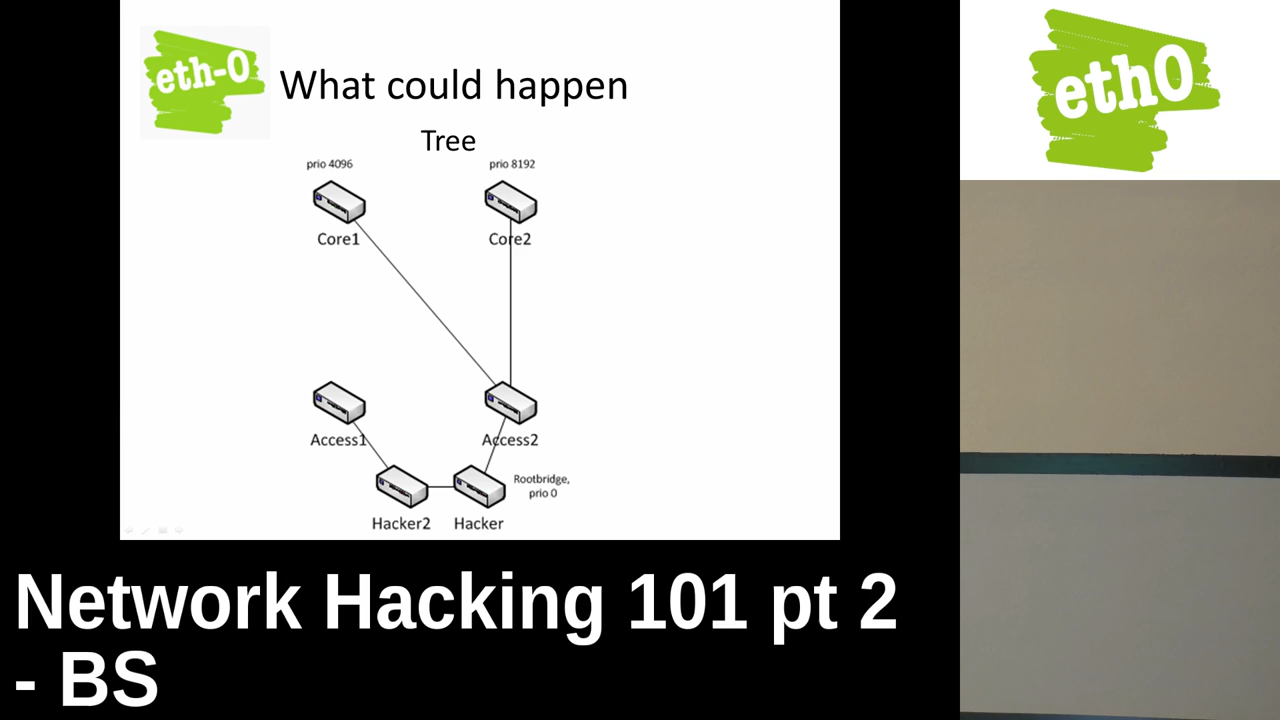 eth-0
What could happen
Tree
prio 4096
prio 8192
Core1
Core2
Access1
Access2
Rootbridge,
prio 0
Hacker2
Hacker
eth0
Network Hacking 101 pt 2
- BS